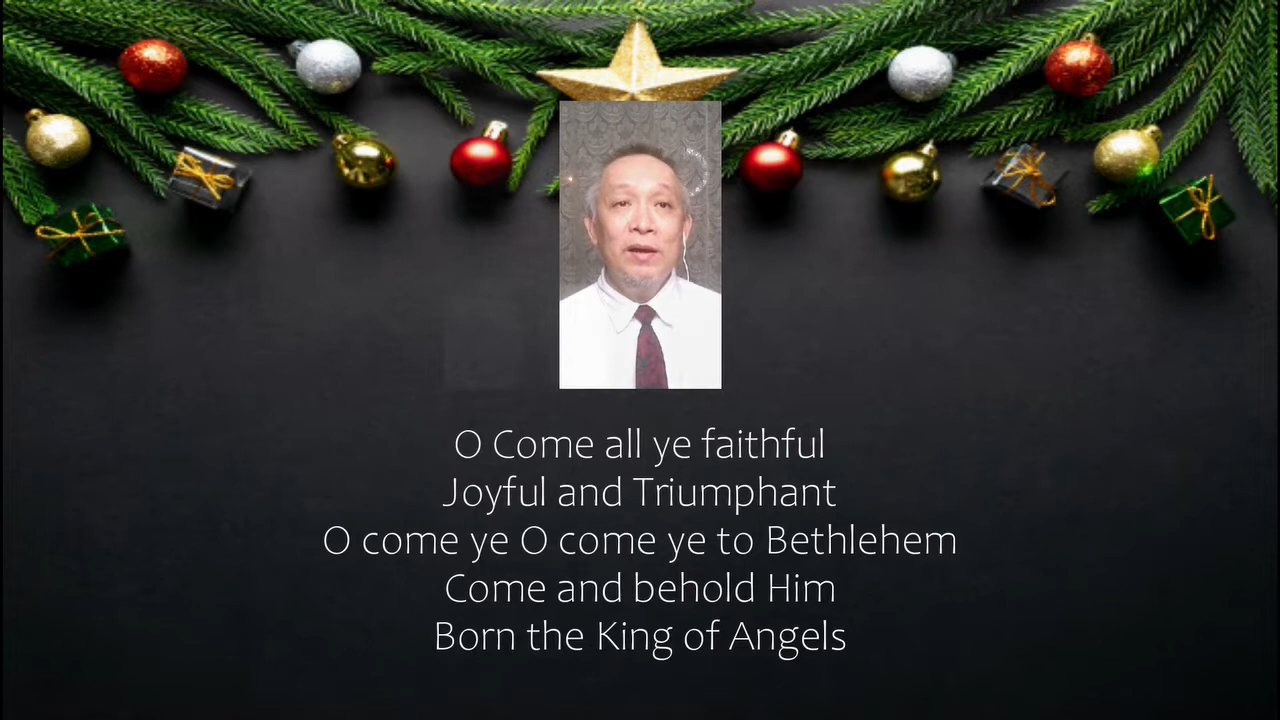 O Come all ye faithful
Joyful and Triumphant
O come ye O come ye to Bethlehem
Come and behold Him
Born the King of Angels